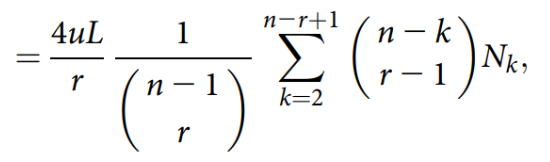 = \frac{4uL}{r} \frac{1}{\binom{n-1}{r}} \sum_{k=2}^{n-r+1} \binom{n-k}{r-1} N_k,